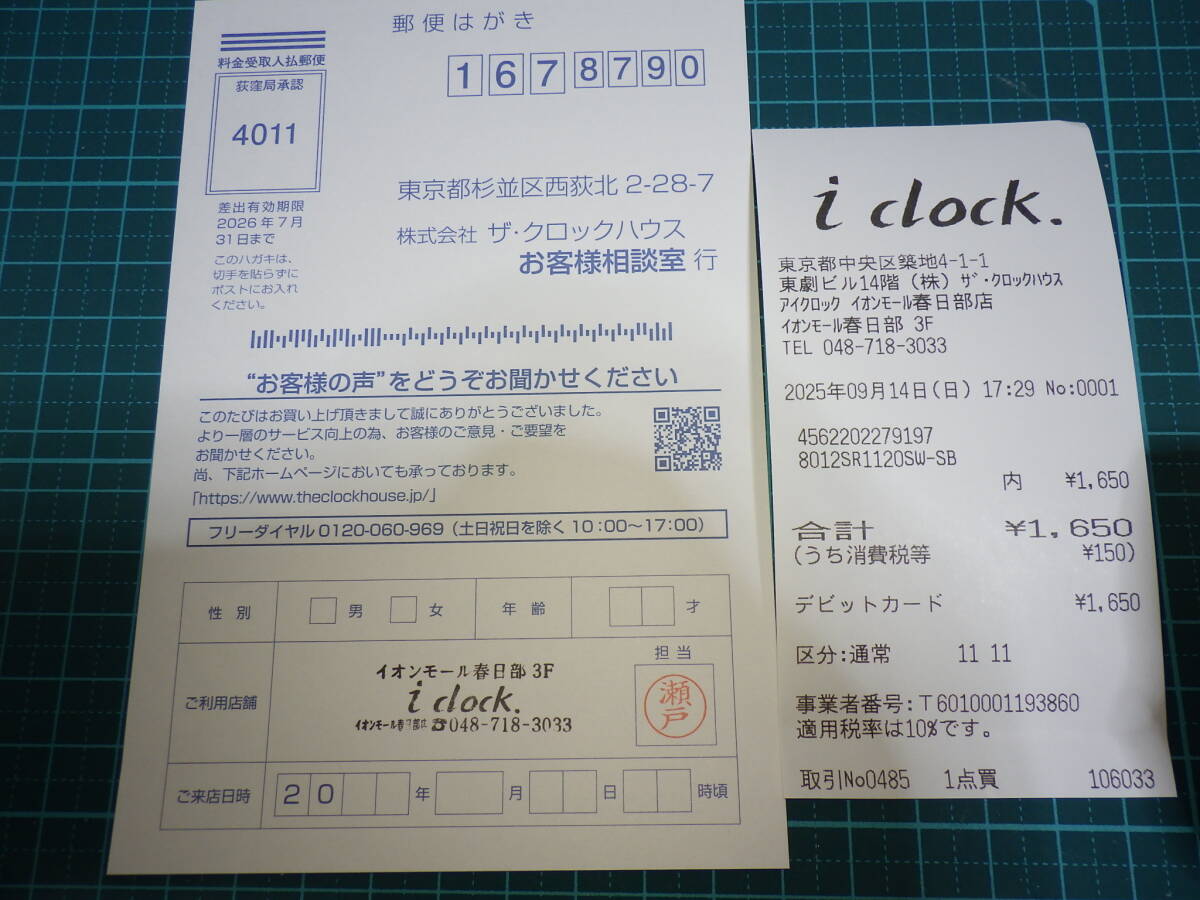 郵便はがき
料金受取人払郵便
荻窪局承認
4011
差出有効期限
2026年7月
31日まで
このハガキは、
切手を貼らずに
ポストにお入れ
ください。
1678790
東京都杉並区西荻北 2-28-7
株式会社 ザ・クロックハウス
お客様相談室 行
“お客様の声”をどうぞお聞かせください
このたびはお買い上げ頂きまして誠にありがとうございました。
より一層のサービス向上の為、お客様のご意見・ご要望を
お聞かせください。
尚、下記ホームページにおいても承っております。
「https://www.theclockhouse.jp/」
フリーダイヤル 0120-060-969（土日祝日を除く 10:00〜17:00）
性別 男 女 年齢 才
ご利用店舗
イオンモール春日部 3F
i clock.
イオンモール春日部店 ☎048-718-3033
担当
瀬戸
ご来店日時 20 年 月 日 時頃
i clock.
東京都中央区築地4-1-1
東劇ビル14階（株）ｻﾞ・ｸﾛｯｸﾊｳｽ
ｱｲｸﾛｯｸ ｲｵﾝﾓｰﾙ春日部店
ｲｵﾝﾓｰﾙ春日部 3F
TEL 048-718-3033
2025年09月14日(日) 17:29 No:0001
4562202279197
8012SR1120SW-SB
内 ¥1,650
合計 ¥1,650
(うち消費税等 ¥150)
デビットカード ¥1,650
区分:通常 11 11
事業者番号:T6010001193860
適用税率は10%です。
取引No0485 1点買 106033